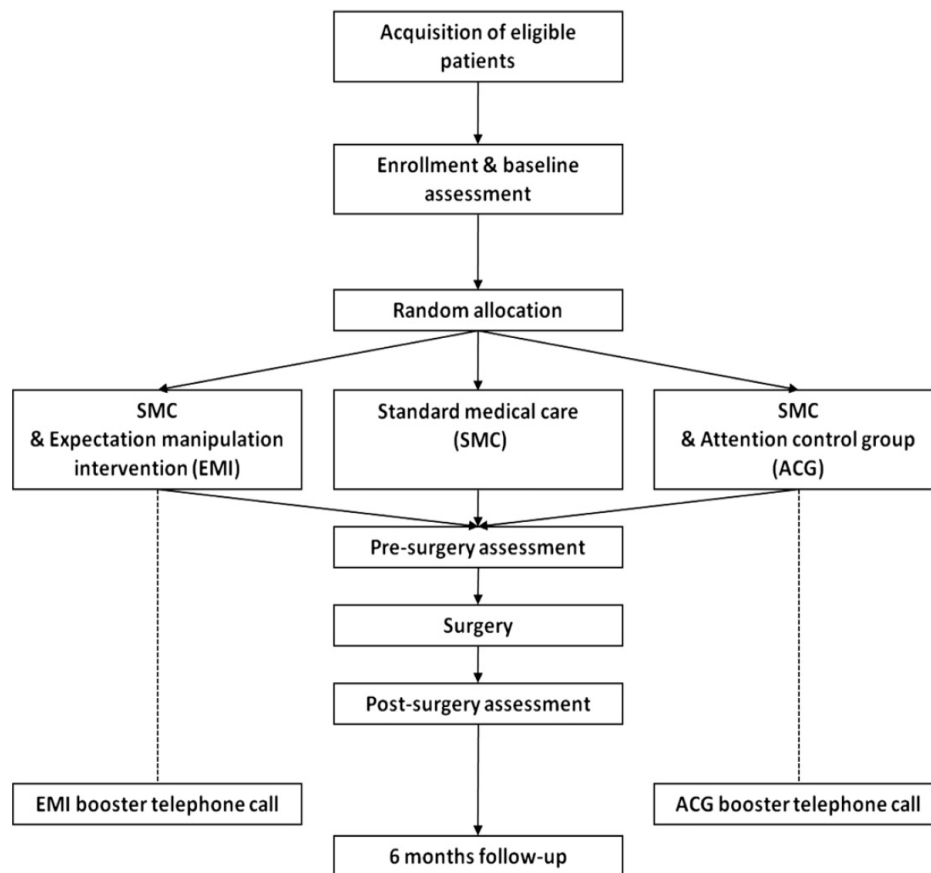 Acquisition of eligible
patients
Enrollment & baseline
assessment
Random allocation
SMC
& Expectation manipulation
intervention (EMI)
Standard medical care
(SMC)
SMC
& Attention control group
(ACG)
Pre-surgery assessment
Surgery
Post-surgery assessment
EMI booster telephone call
ACG booster telephone call
6 months follow-up